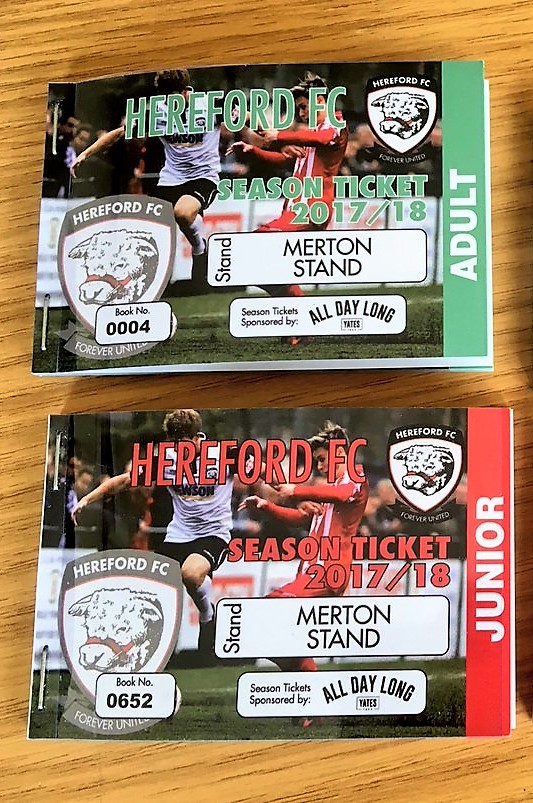 HEREFORD FC
HEREFORD FC
FOREVER UNITED
SEASON TICKET
2017/18
ADULT
HEREFORD FC
Stand
MERTON
STAND
Book No.
0004
FOREVER UNITED
Season Tickets
Sponsored by:
ALL DAY LONG
YATES
HEREFORD FC
HEREFORD FC
FOREVER UNITED
SEASON TICKET
2017/18
JUNIOR
HEREFORD FC
Stand
MERTON
STAND
Book No.
0652
FOREVER UNITED
Season Tickets
Sponsored by:
ALL DAY LONG
YATES